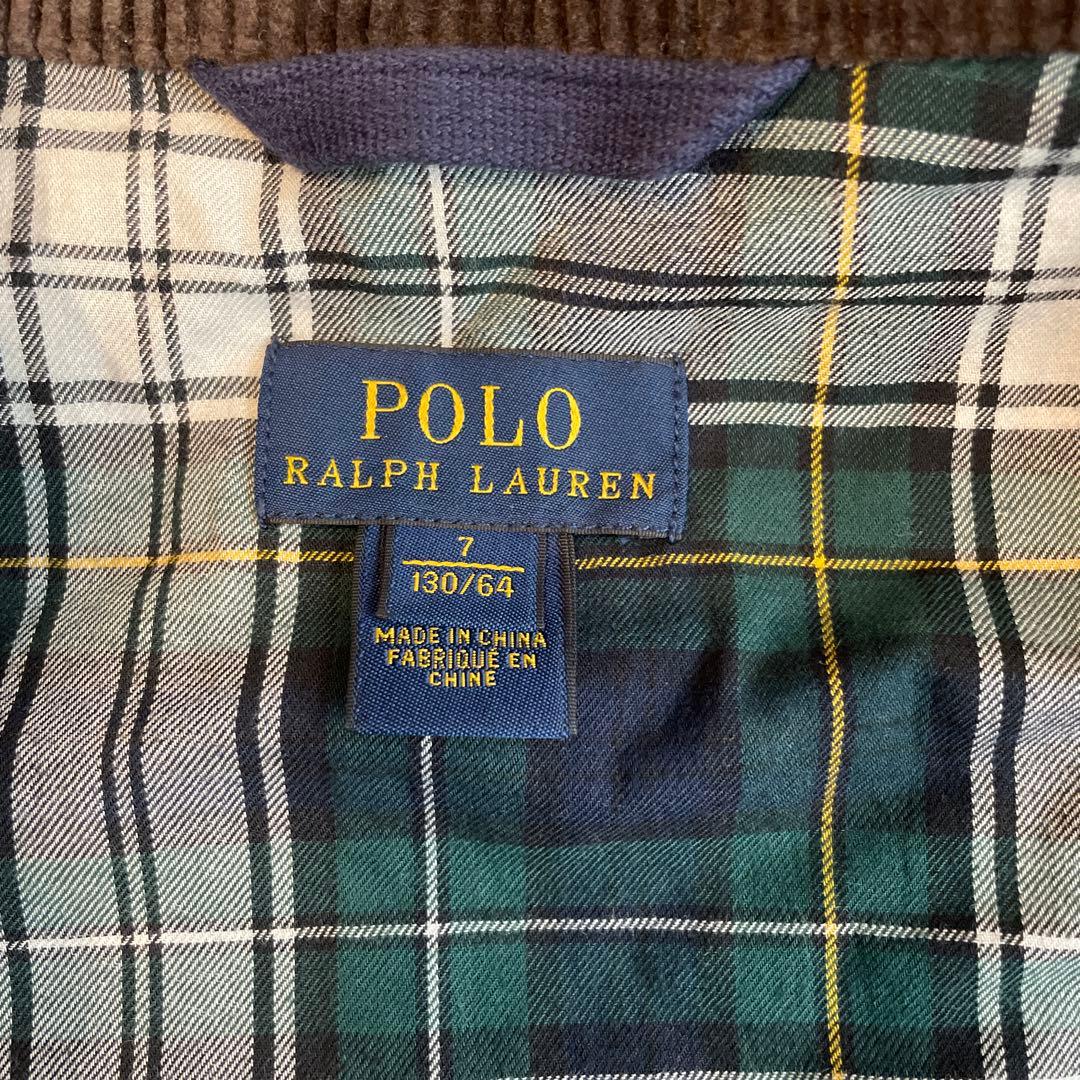 POLO
RALPH LAUREN
7
130/64
MADE IN CHINA
FABRIQUÉ EN
CHINE